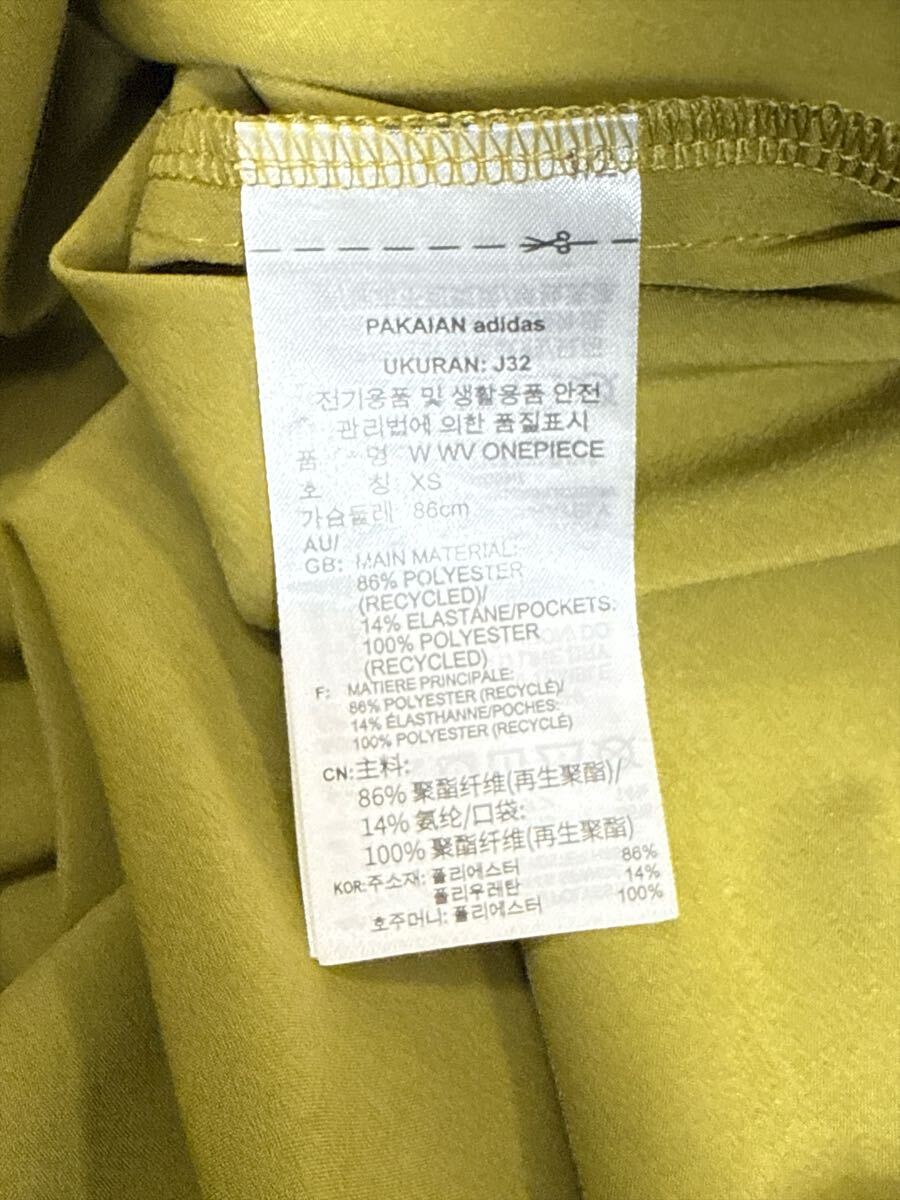 PAKAIAN adidas
UKURAN: J32
전기용품 및 생활용품 안전
관리법에 의한 품질표시
품 명 W WV ONEPIECE
호 칭 XS
가슴둘레 86cm
AU/
GB: MAIN MATERIAL:
86% POLYESTER
(RECYCLED)/
14% ELASTANE/POCKETS:
100% POLYESTER
(RECYCLED)
F: MATIERE PRINCIPALE:
86% POLYESTER (RECYCLÉ)/
14% ÉLASTHANNE/POCHES:
100% POLYESTER (RECYCLÉ)
CN: 主料:
86% 聚酯纤维(再生聚酯)/
14% 氨纶/口袋:
100% 聚酯纤维(再生聚酯)
KOR: 주소재: 폴리에스터 86%
폴리우레탄 14%
호주머니: 폴리에스터 100%